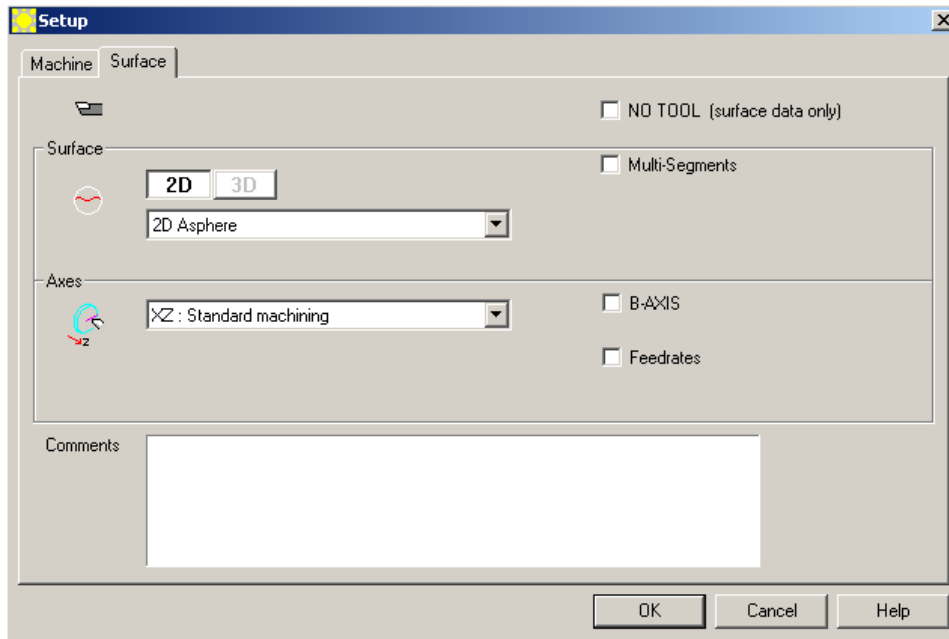 Setup
Machine Surface
NO TOOL (surface data only)
Surface
Multi-Segments
2D 3D
2D Asphere
Axes
XZ : Standard machining
B-AXIS
z
Feedrates
Comments
OK Cancel Help